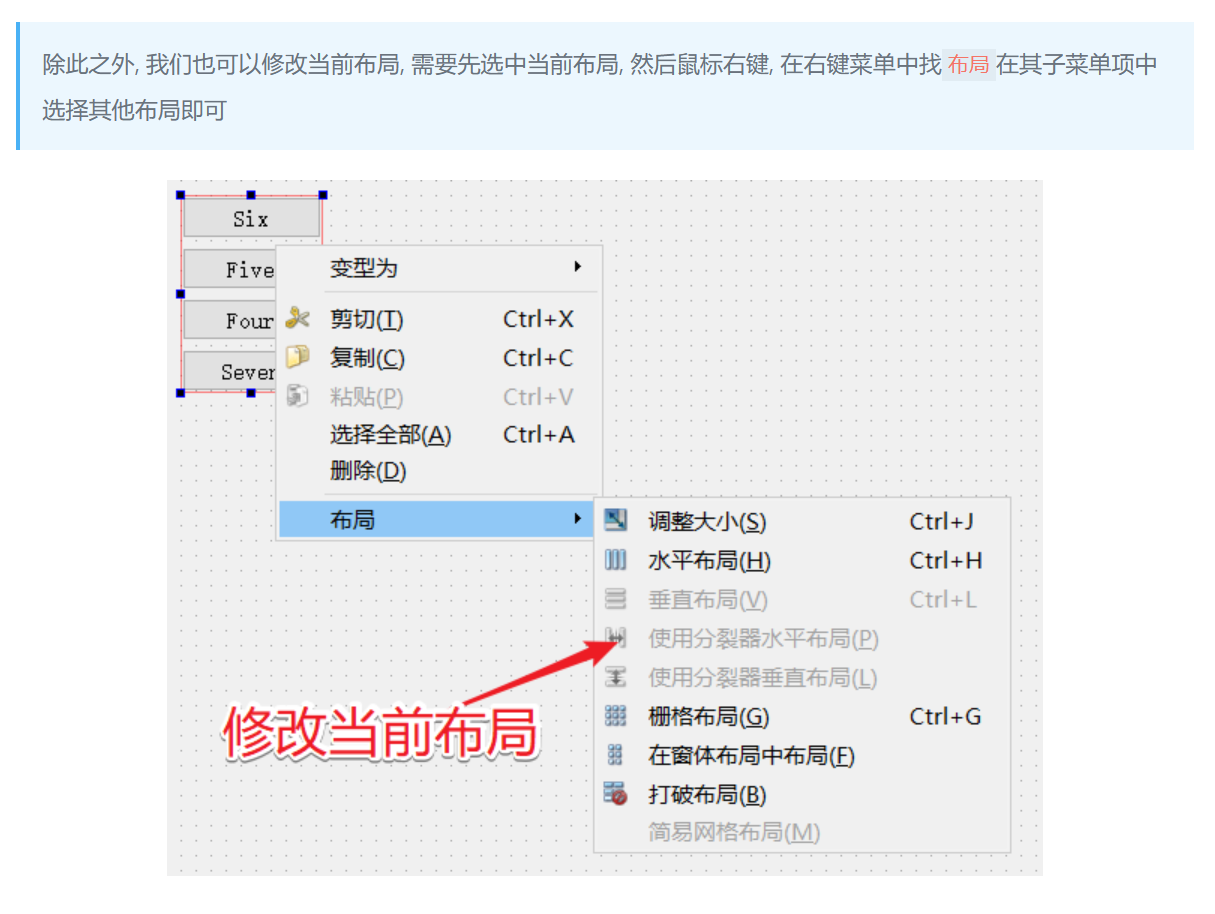 除此之外, 我们也可以修改当前布局, 需要先选中当前布局, 然后鼠标右键, 在右键菜单中找 布局 在其子菜单项中
选择其他布局即可
Six
Five
Four
Seven
变型为
剪切(T) Ctrl+X
复制(C) Ctrl+C
粘贴(P) Ctrl+V
选择全部(A) Ctrl+A
删除(D)
布局
调整大小(S) Ctrl+J
水平布局(H) Ctrl+H
垂直布局(V) Ctrl+L
使用分裂器水平布局(P)
使用分裂器垂直布局(L)
栅格布局(G) Ctrl+G
在窗体布局中布局(F)
打破布局(B)
简易网格布局(M)
修改当前布局